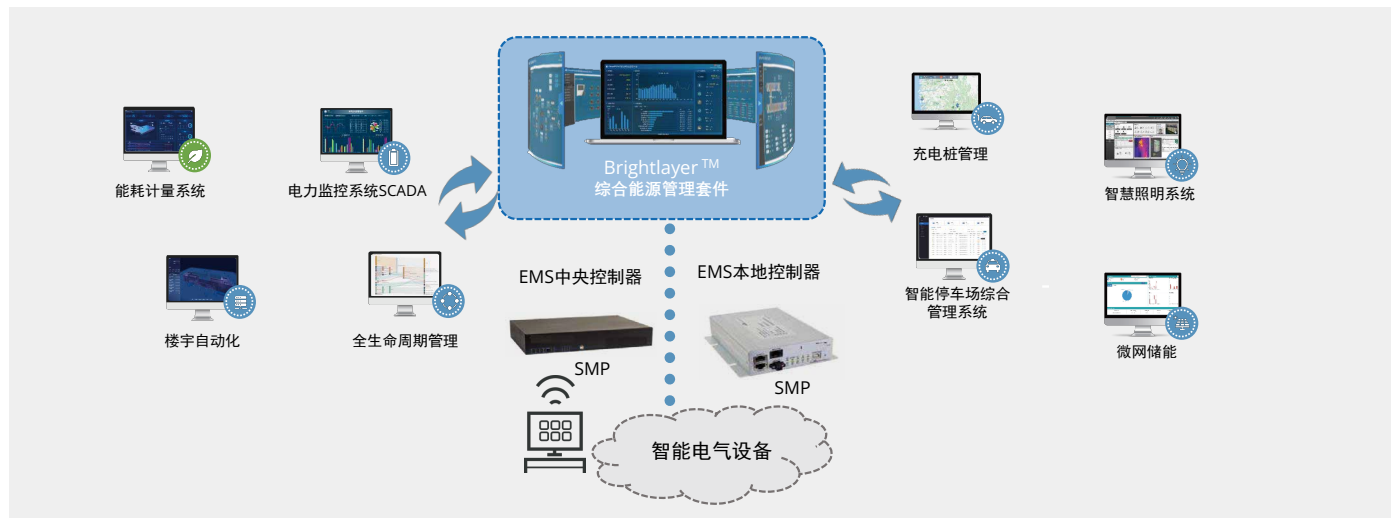 Brightlayer™
综合能源管理套件
能耗计量系统
电力监控系统SCADA
楼宇自动化
全生命周期管理
充电桩管理
智慧照明系统
智能停车场综合
管理系统
微网储能
EMS中央控制器
EMS本地控制器
SMP
SMP
智能电气设备